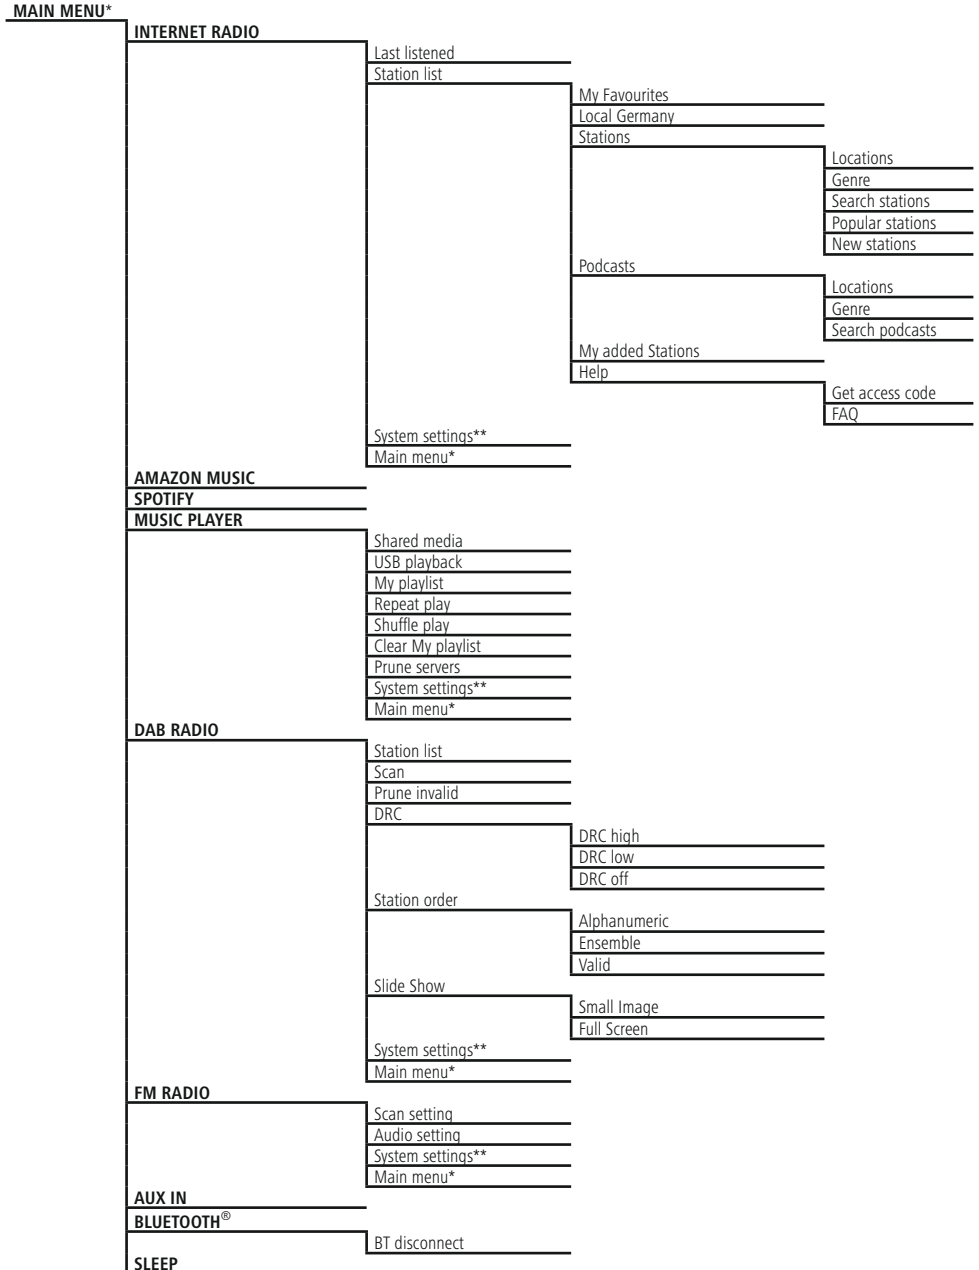 MAIN MENU*
INTERNET RADIO
Last listened
Station list
My Favourites
Local Germany
Stations
Locations
Genre
Search stations
Popular stations
New stations
Podcasts
Locations
Genre
Search podcasts
My added Stations
Help
Get access code
FAQ
System settings**
Main menu*
AMAZON MUSIC
SPOTIFY
MUSIC PLAYER
Shared media
USB playback
My playlist
Repeat play
Shuffle play
Clear My playlist
Prune servers
System settings**
Main menu*
DAB RADIO
Station list
Scan
Prune invalid
DRC
DRC high
DRC low
DRC off
Station order
Alphanumeric
Ensemble
Valid
Slide Show
Small Image
Full Screen
System settings**
Main menu*
FM RADIO
Scan setting
Audio setting
System settings**
Main menu*
AUX IN
BLUETOOTH®
BT disconnect
SLEEP